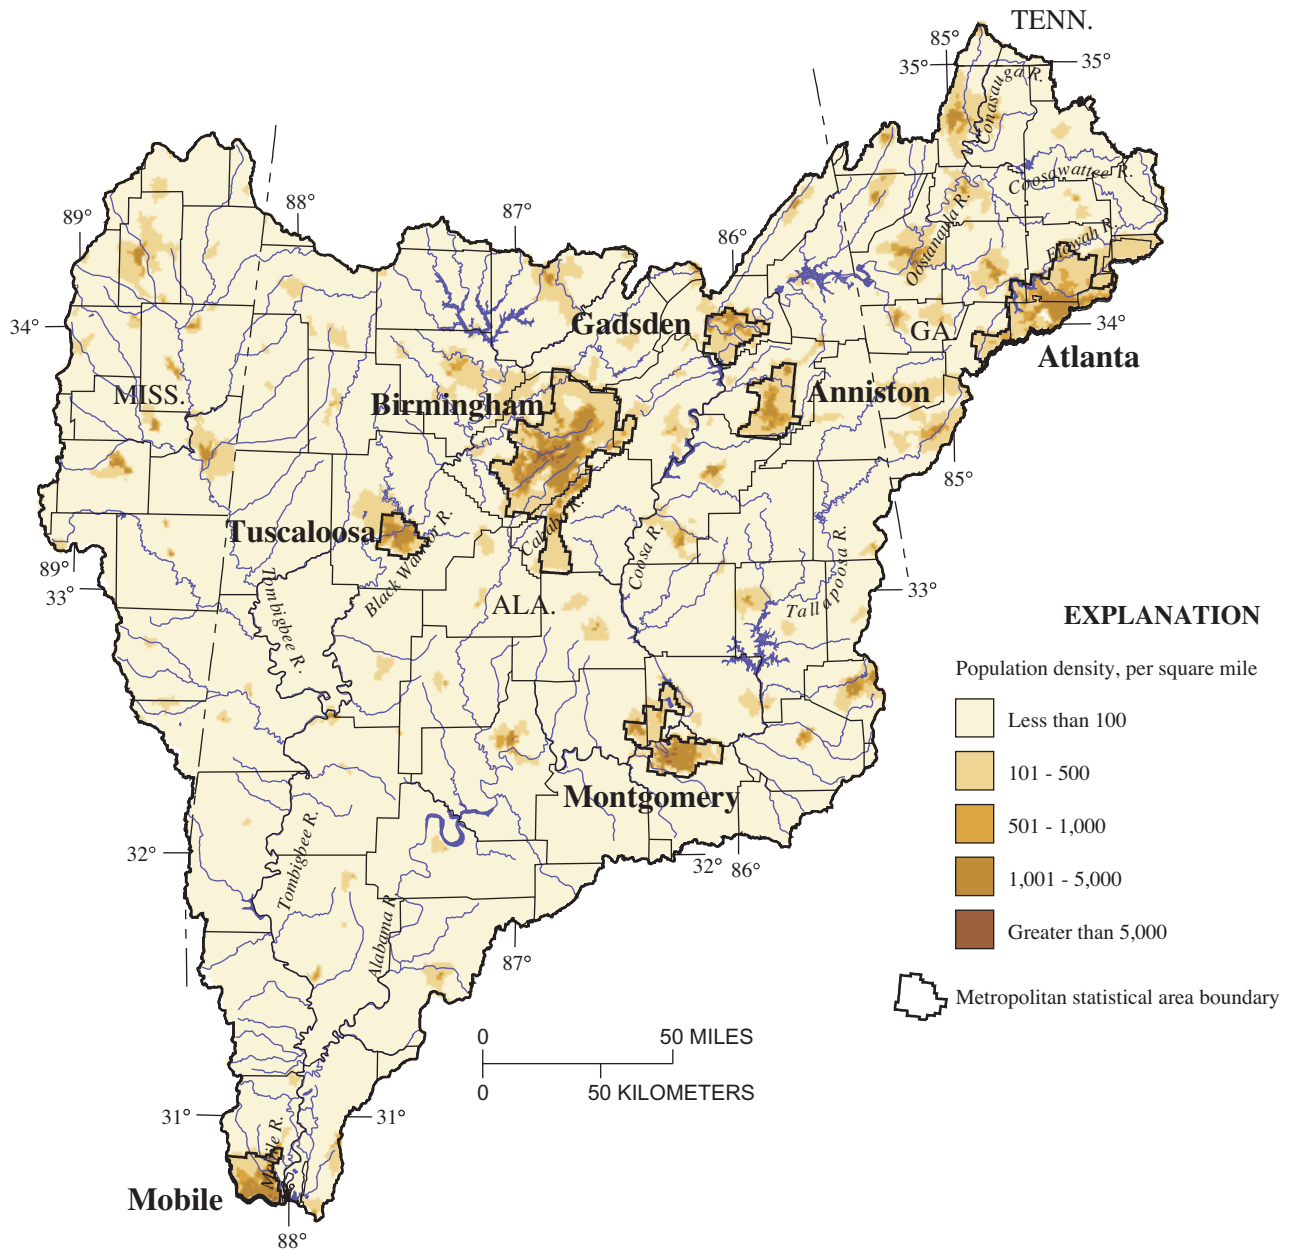 TENN.
85°
35°
35°
Conasauga R.
Coosawattee R.
88°
87°
89°
86°
Oostanaula R.
Etowah R.
34°
Gadsden
GA.
34°
Atlanta
MISS.
Birmingham
Anniston
85°
Tuscaloosa
Black Warrior R.
Cahaba R.
Coosa R.
Tallapoosa R.
89°
33°
33°
Tombigbee R.
ALA.
EXPLANATION
Population density, per square mile
Less than 100
101 - 500
501 - 1,000
1,001 - 5,000
Greater than 5,000
Metropolitan statistical area boundary
Montgomery
32°
32°
86°
Tombigbee R.
Alabama R.
87°
0
50 MILES
0
50 KILOMETERS
31°
31°
Mobile R.
Mobile
88°